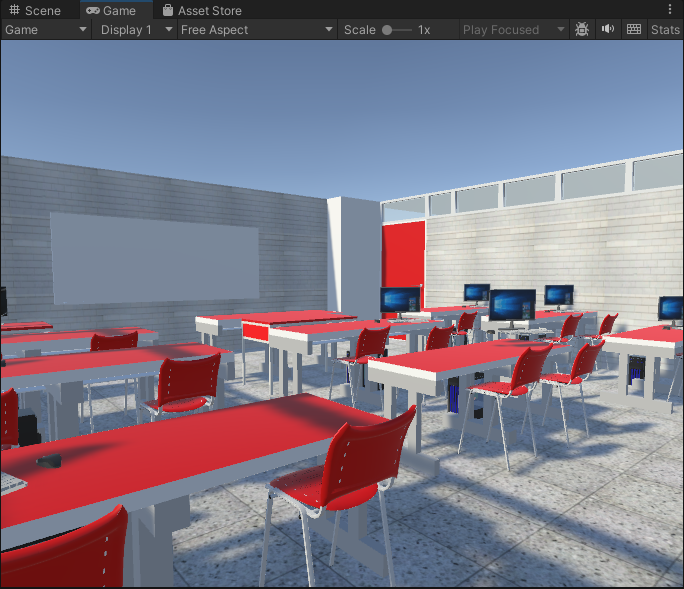 Scene Game Asset Store
Game Display 1 Free Aspect Scale 1x Play Focused Stats